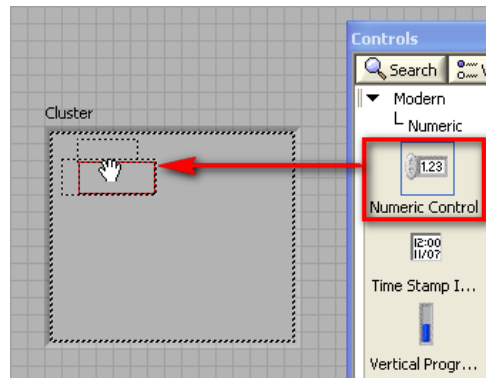 Controls
Search
Modern
Numeric
Cluster
1.23
Numeric Control
12:00
11/07
Time Stamp I...
Vertical Progr...